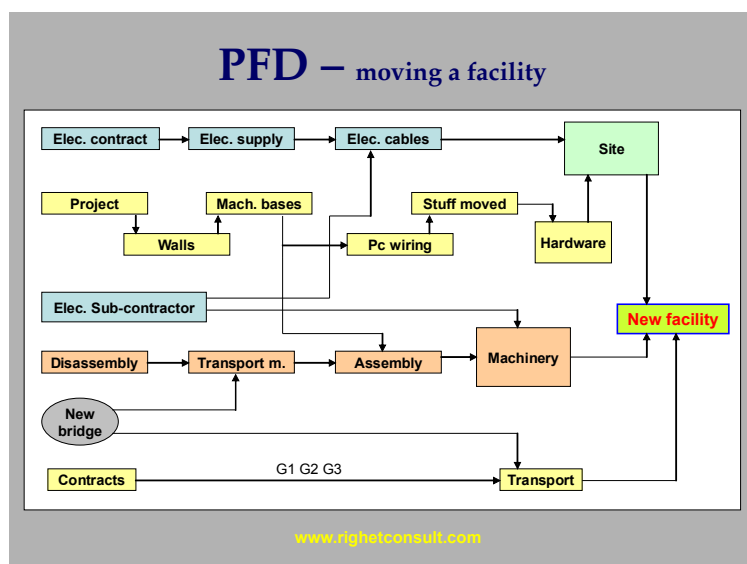 PFD – moving a facility
Elec. contract
Elec. supply
Elec. cables
Site
Project
Mach. bases
Stuff moved
Walls
Pc wiring
Hardware
Elec. Sub-contractor
New facility
Disassembly
Transport m.
Assembly
Machinery
New
bridge
G1 G2 G3
Contracts
Transport
www.righetconsult.com